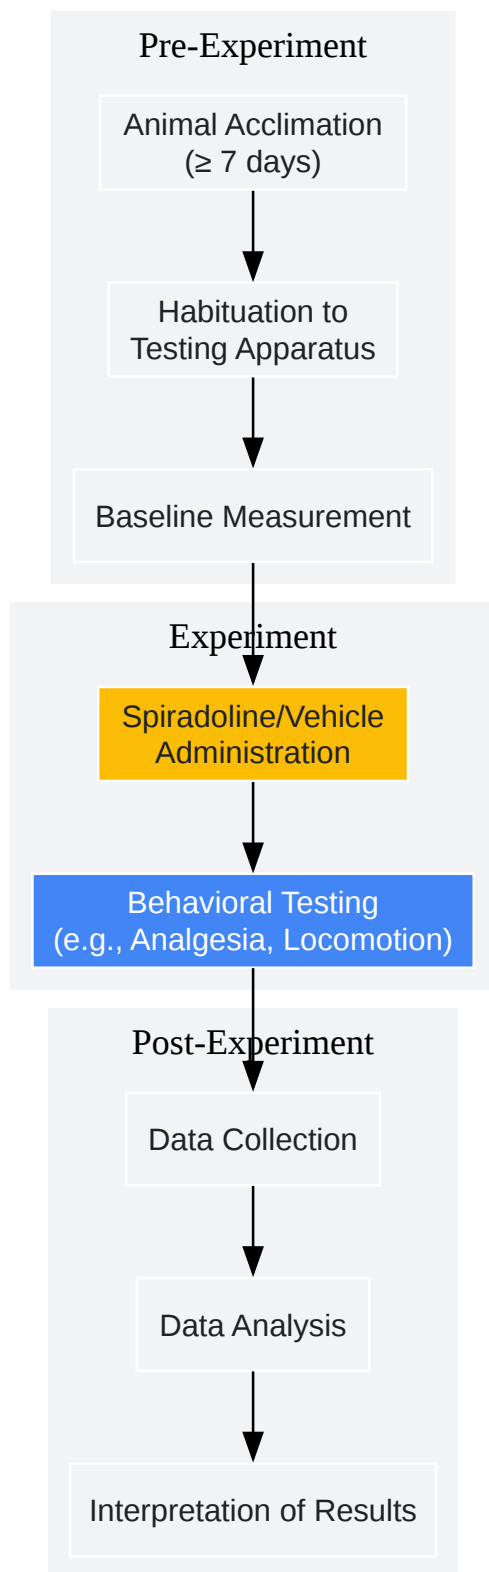 Pre-Experiment
Animal Acclimation
(≥ 7 days)
Habituation to
Testing Apparatus
Baseline Measurement
Experiment
Spiradoline/Vehicle
Administration
Behavioral Testing
(e.g., Analgesia, Locomotion)
Post-Experiment
Data Collection
Data Analysis
Interpretation of Results